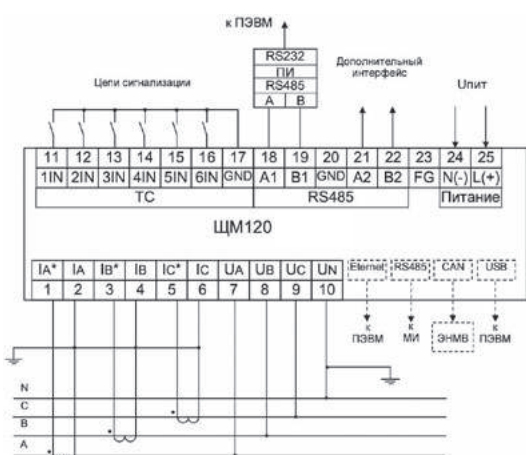 к ПЭВМ
RS232
ПИ
RS485
A B
Цепи сигнализации
Дополнительный
интерфейс
Uпит
11 12 13 14 15 16 17 18 19 20 21 22 23 24 25
1IN 2IN 3IN 4IN 5IN 6IN GND A1 B1 GND A2 B2 FG N(-) L(+)
ТС RS485 Питание
ЩМ120
IA* IA IB* IB IC* IC UA UB UC UN Eternet RS485 CAN USB
1 2 3 4 5 6 7 8 9 10
к
ПЭВМ
к
МИ
ЭНМВ
к
ПЭВМ
N
C
B
A